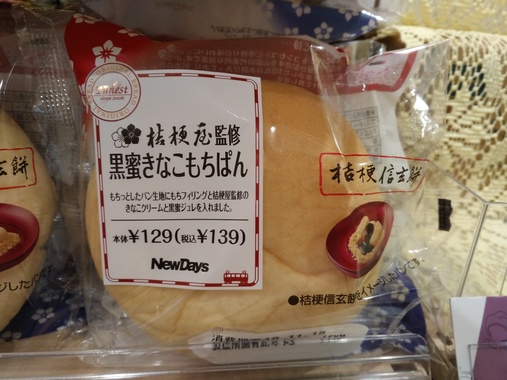 Panest
桔梗屋監修
黒蜜きなこもちぱん
もちっとしたパン生地にもちフィリングと桔梗屋監修の
きなこクリームと黒蜜ジュレを入れました。
本体¥129(税込¥139)
NewDays
桔梗信玄餅
●桔梗信玄餅をイメージしたパンです。
玄餅